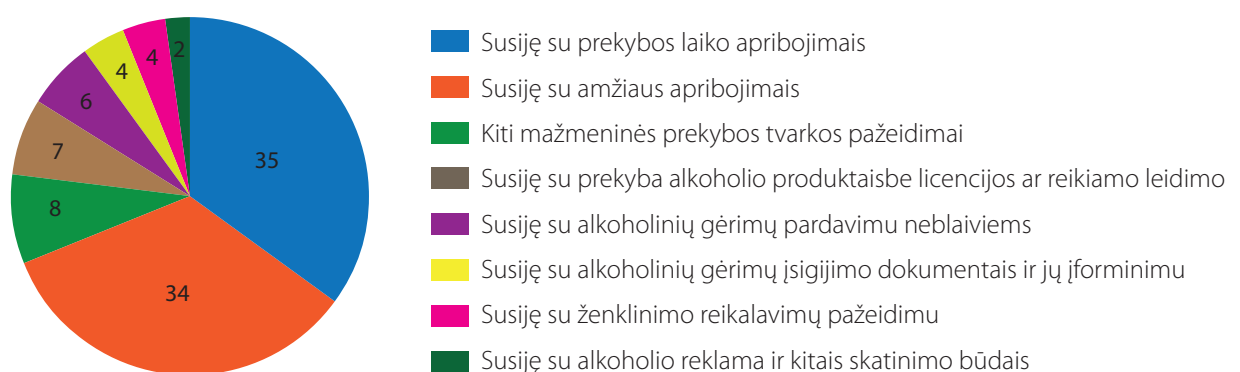 2
4
4
6
7
8
35
34
Susiję su prekybos laiko apribojimais
Susiję su amžiaus apribojimais
Kiti mažmeninės prekybos tvarkos pažeidimai
Susiję su prekyba alkoholio produktaisbe licencijos ar reikiamo leidimo
Susiję su alkoholinių gėrimų pardavimu neblaiviems
Susiję su alkoholinių gėrimų įsigijimo dokumentais ir jų įforminimu
Susiję su ženklinimo reikalavimų pažeidimu
Susiję su alkoholio reklama ir kitais skatinimo būdais